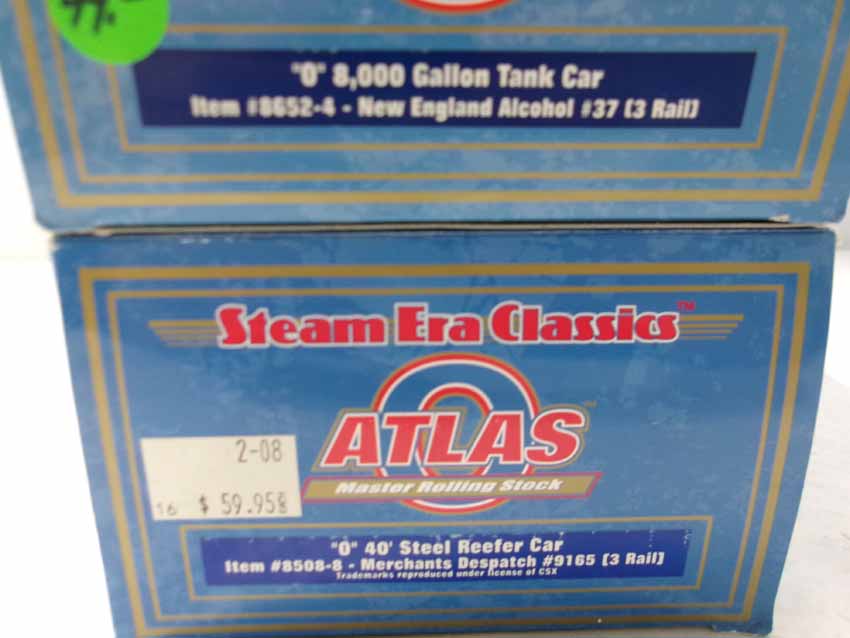 "O" 8,000 Gallon Tank Car
Item #8652-4 - New England Alcohol #37 (3 Rail)
Steam Era Classics™
O
ATLAS™
Master Rolling Stock
2-08
16 $ 59.958
"O" 40' Steel Reefer Car
Item #8508-8 - Merchants Despatch #9165 (3 Rail)
Trademarks reproduced under license of CSX